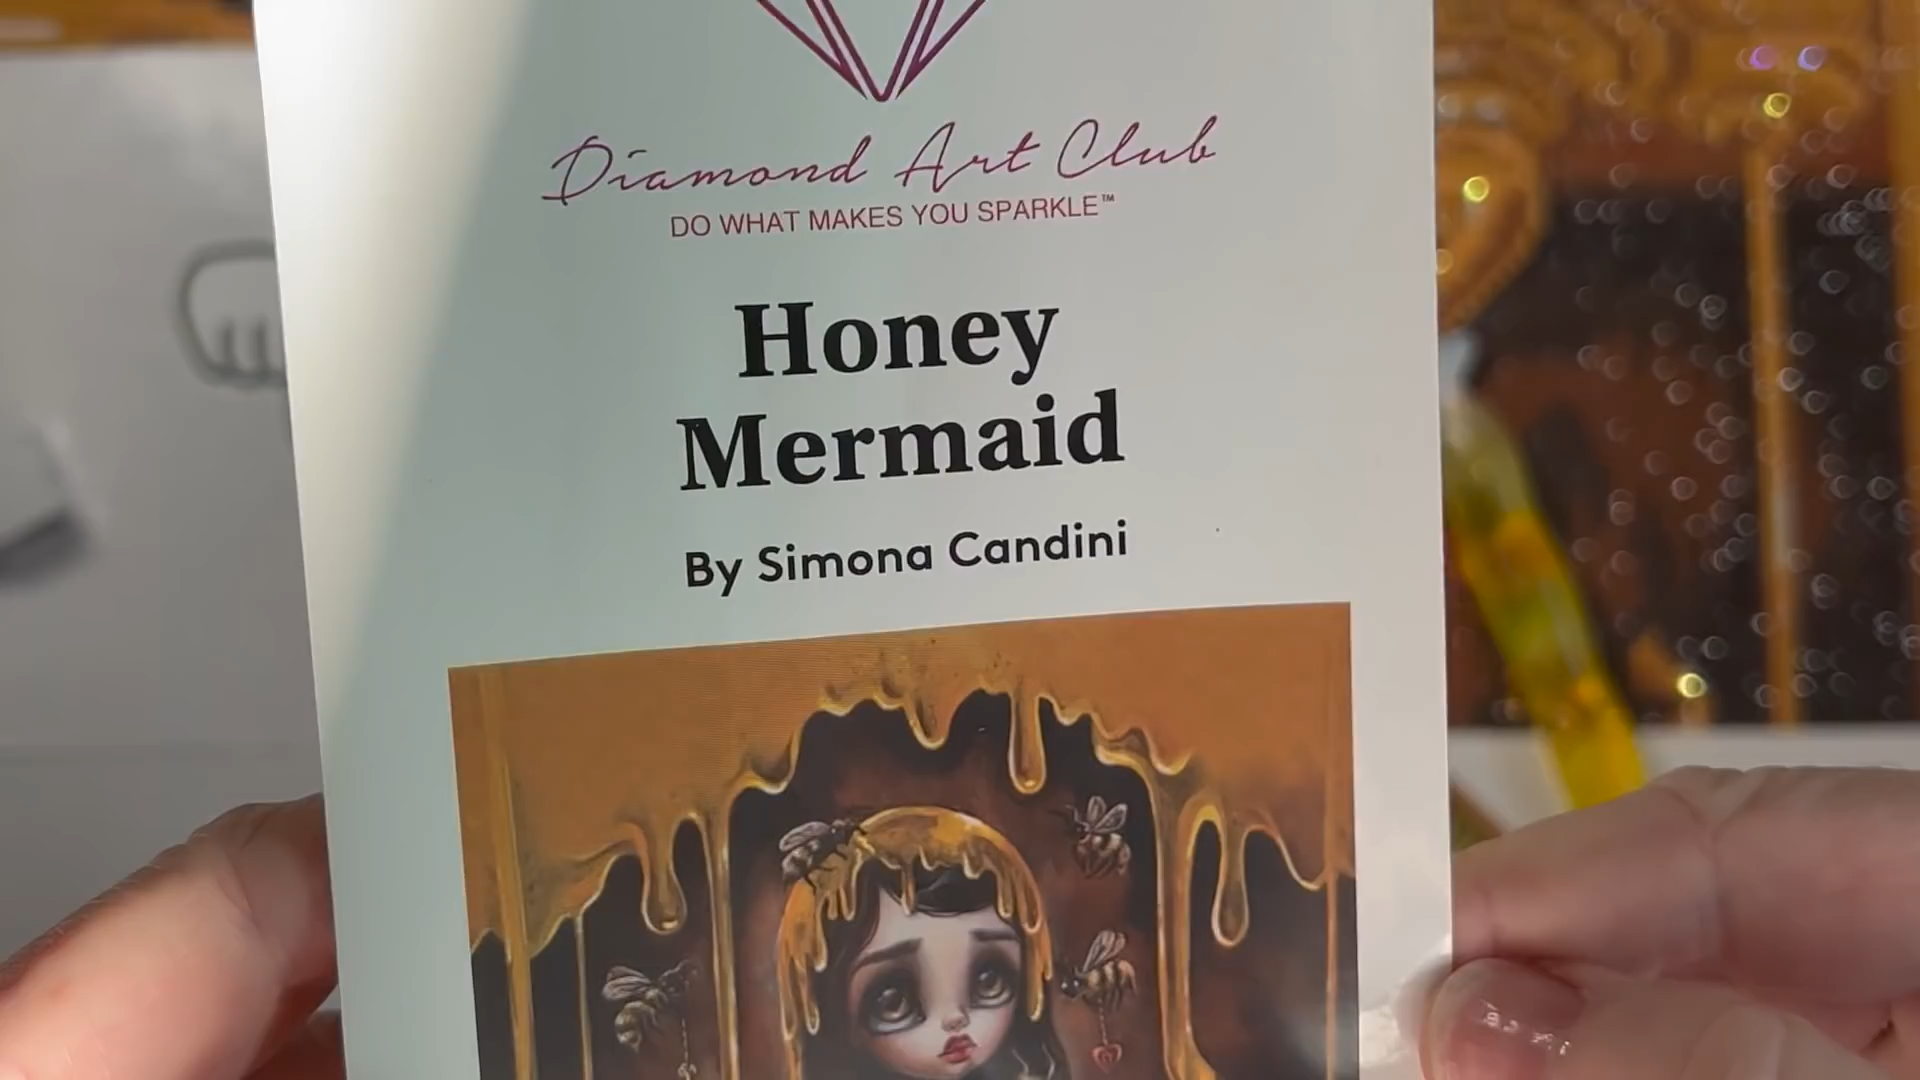 Diamond Art Club
DO WHAT MAKES YOU SPARKLE™
Honey
Mermaid
By Simona Candini